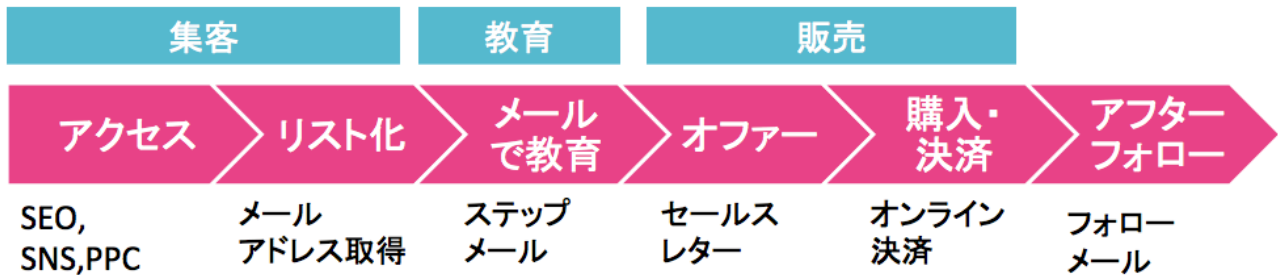 集客
教育
販売
アクセス
リスト化
メール
で教育
オファー
購入・
決済
アフター
フォロー
SEO,
SNS,PPC
メール
アドレス取得
ステップ
メール
セールス
レター
オンライン
決済
フォロー
メール